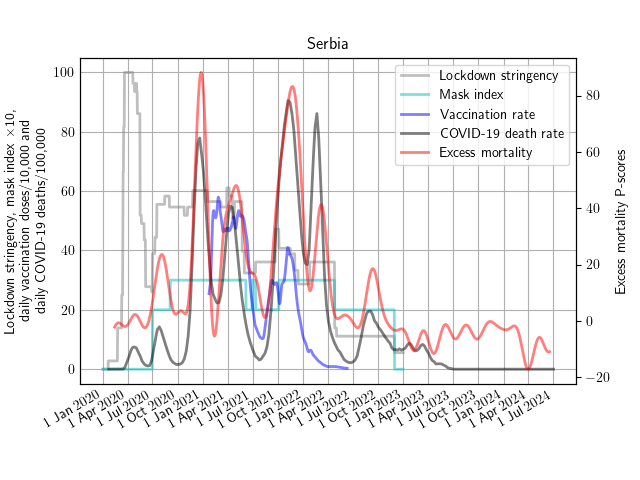 Serbia
Lockdown stringency, mask index ×10,
daily vaccination doses/10,000 and
daily COVID-19 deaths/100,000
100
80
60
40
20
0
Lockdown stringency
Mask index
Vaccination rate
COVID-19 death rate
Excess mortality
80
60
40
20
0
−20
Excess mortality P-scores
1 Jan 2020
1 Apr 2020
1 Jul 2020
1 Oct 2020
1 Jan 2021
1 Apr 2021
1 Jul 2021
1 Oct 2021
1 Jan 2022
1 Apr 2022
1 Jul 2022
1 Oct 2022
1 Jan 2023
1 Apr 2023
1 Jul 2023
1 Oct 2023
1 Jan 2024
1 Apr 2024
1 Jul 2024